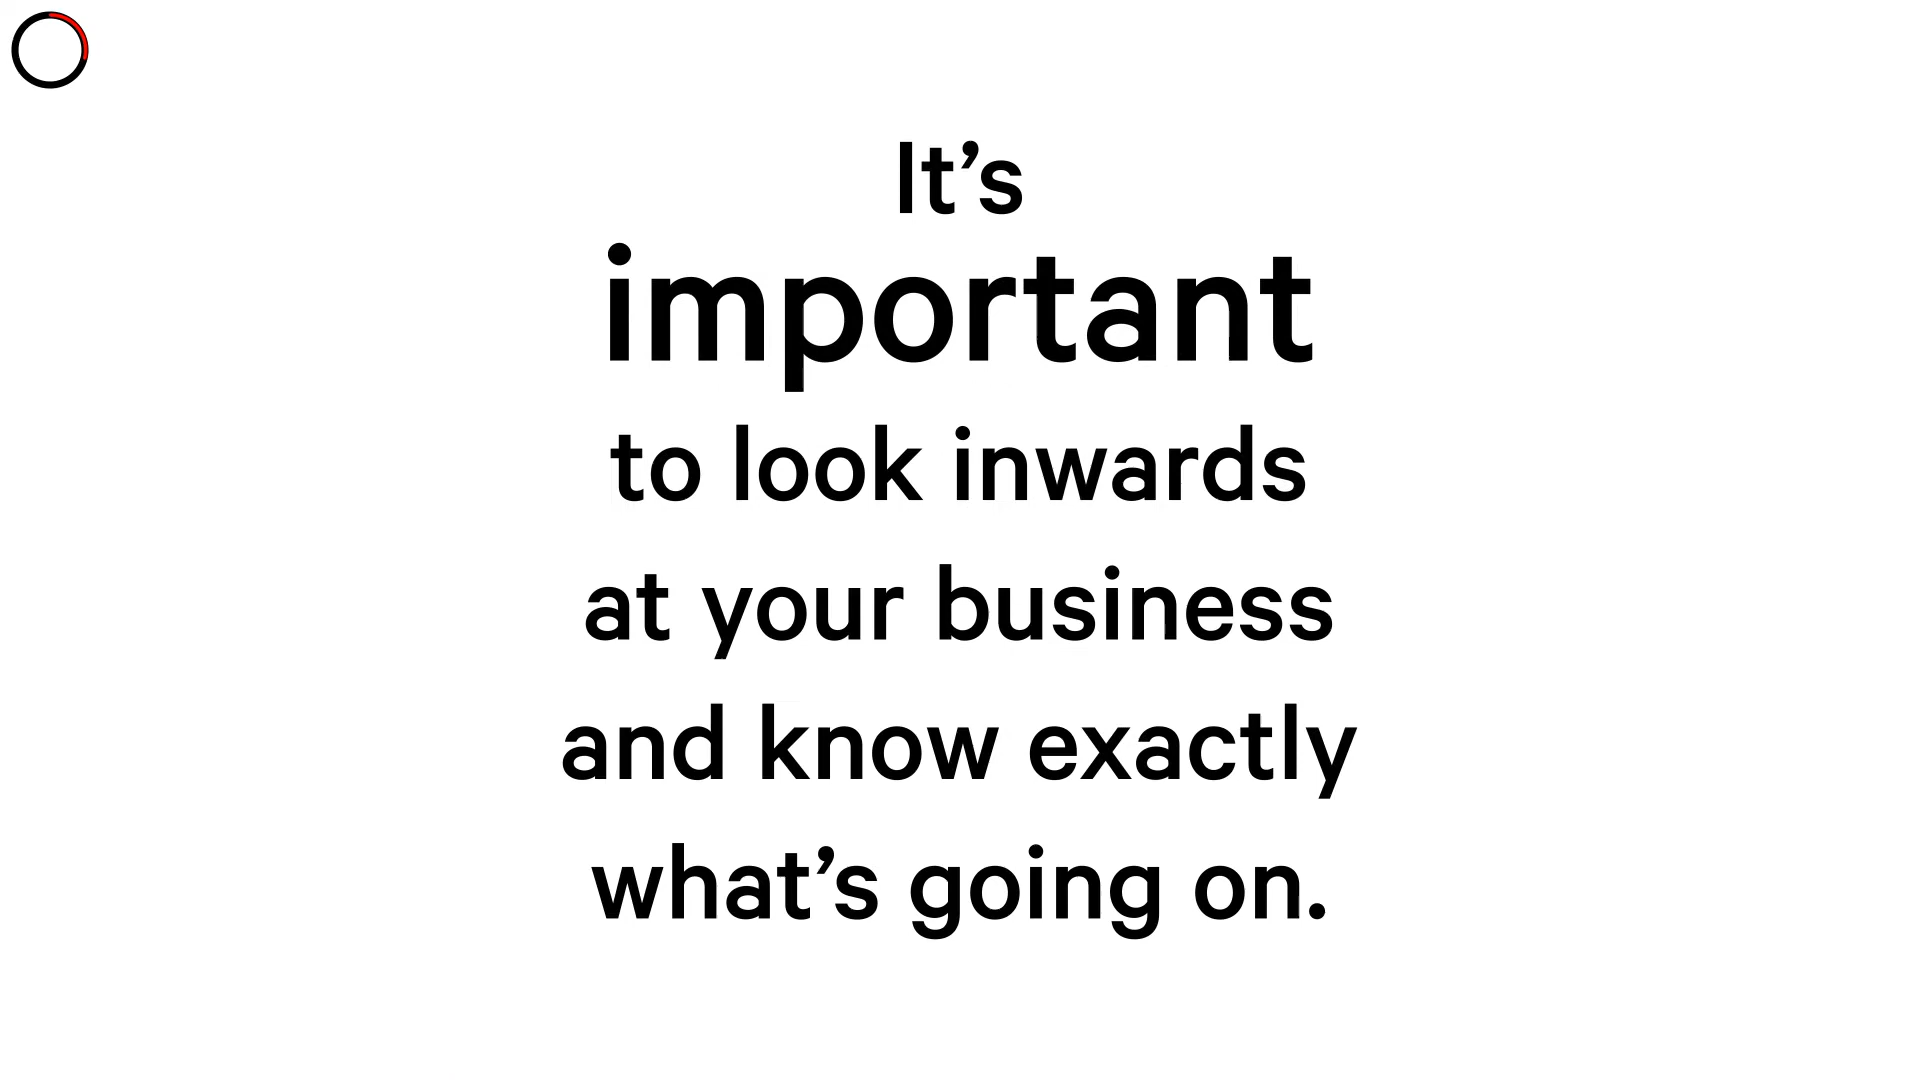 It’s
important
to look inwards
at your business
and know exactly
what’s going on.